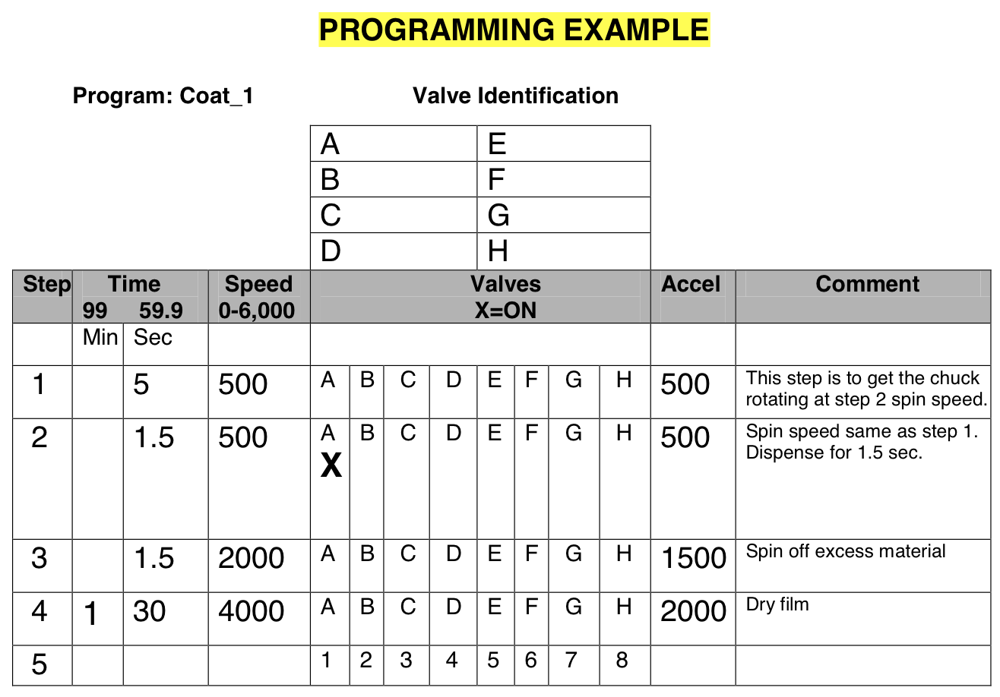 PROGRAMMING EXAMPLE
Program: Coat_1 Valve Identification
A E
B F
C G
D H
Step Time Speed Valves Accel Comment
99 59.9 0-6,000 X=ON
Min Sec
1 5 500 A B C D E F G H 500 This step is to get the chuck
rotating at step 2 spin speed.
2 1.5 500 A B C D E F G H 500 Spin speed same as step 1.
X Dispense for 1.5 sec.
3 1.5 2000 A B C D E F G H 1500 Spin off excess material
4 1 30 4000 A B C D E F G H 2000 Dry film
5 1 2 3 4 5 6 7 8